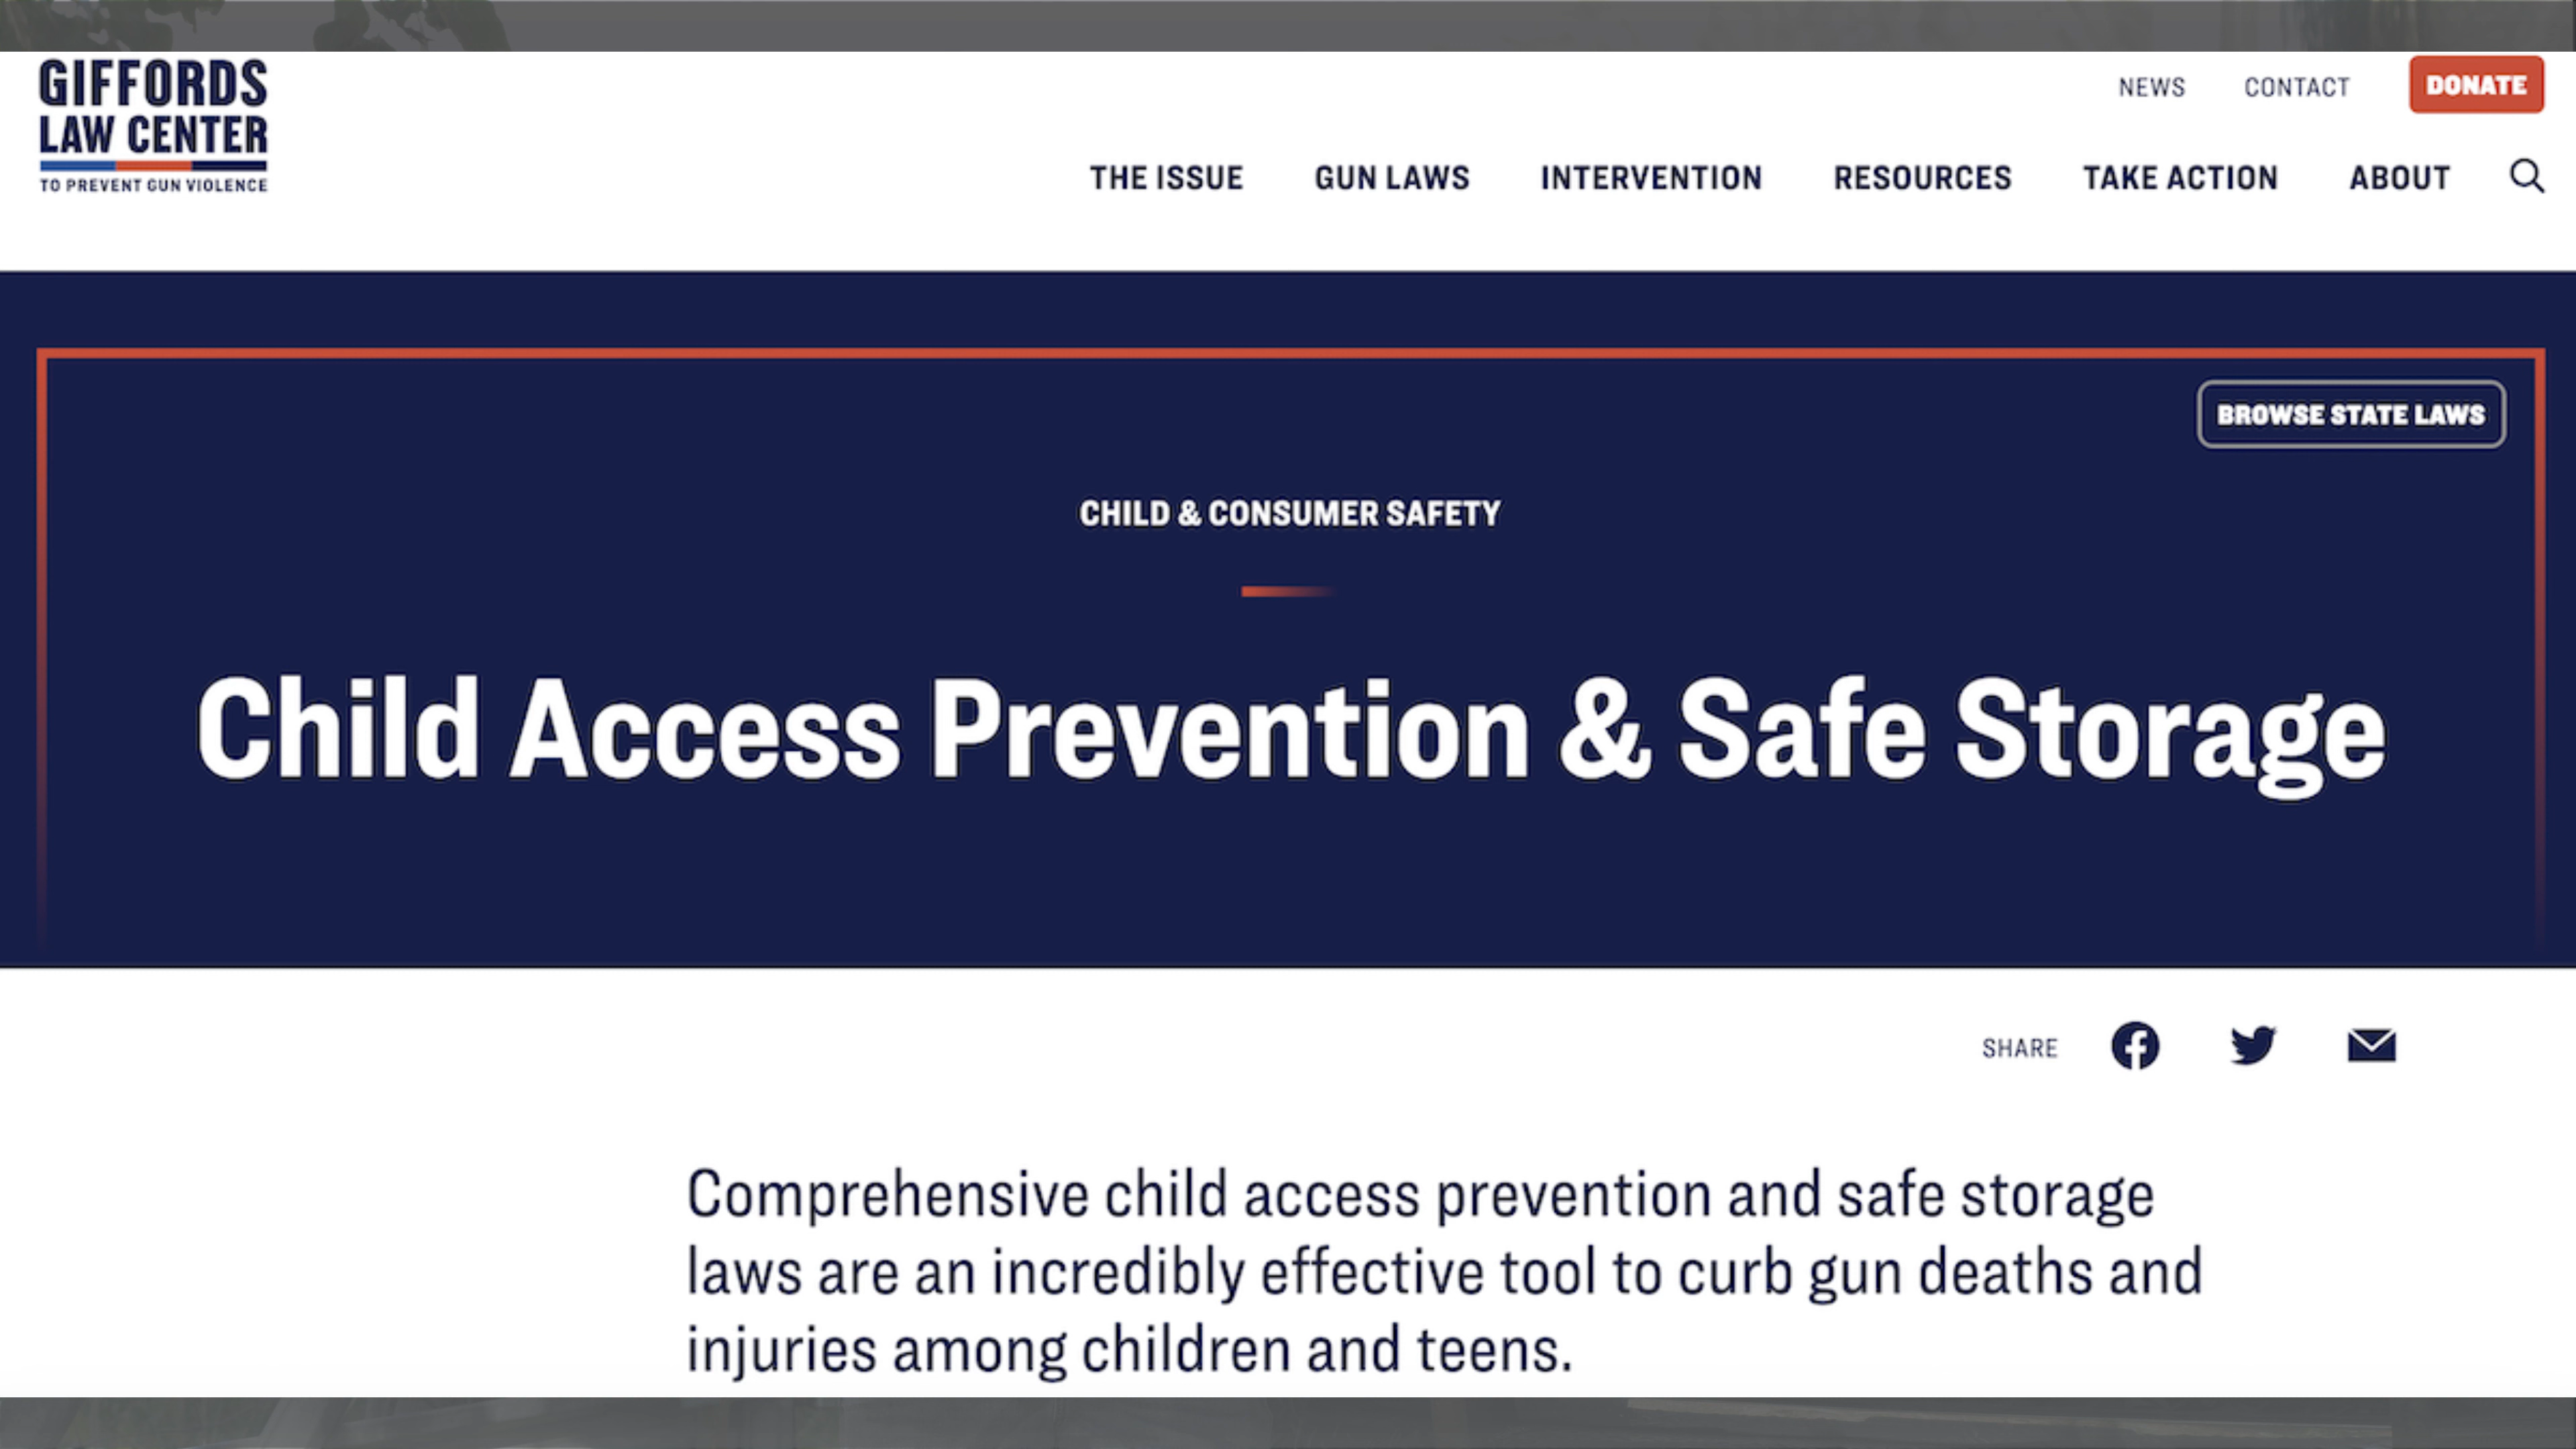 GIFFORDS
LAW CENTER
TO PREVENT GUN VIOLENCE
NEWS CONTACT DONATE
THE ISSUE GUN LAWS INTERVENTION RESOURCES TAKE ACTION ABOUT
BROWSE STATE LAWS
CHILD & CONSUMER SAFETY
Child Access Prevention & Safe Storage
SHARE
Comprehensive child access prevention and safe storage
laws are an incredibly effective tool to curb gun deaths and
injuries among children and teens.